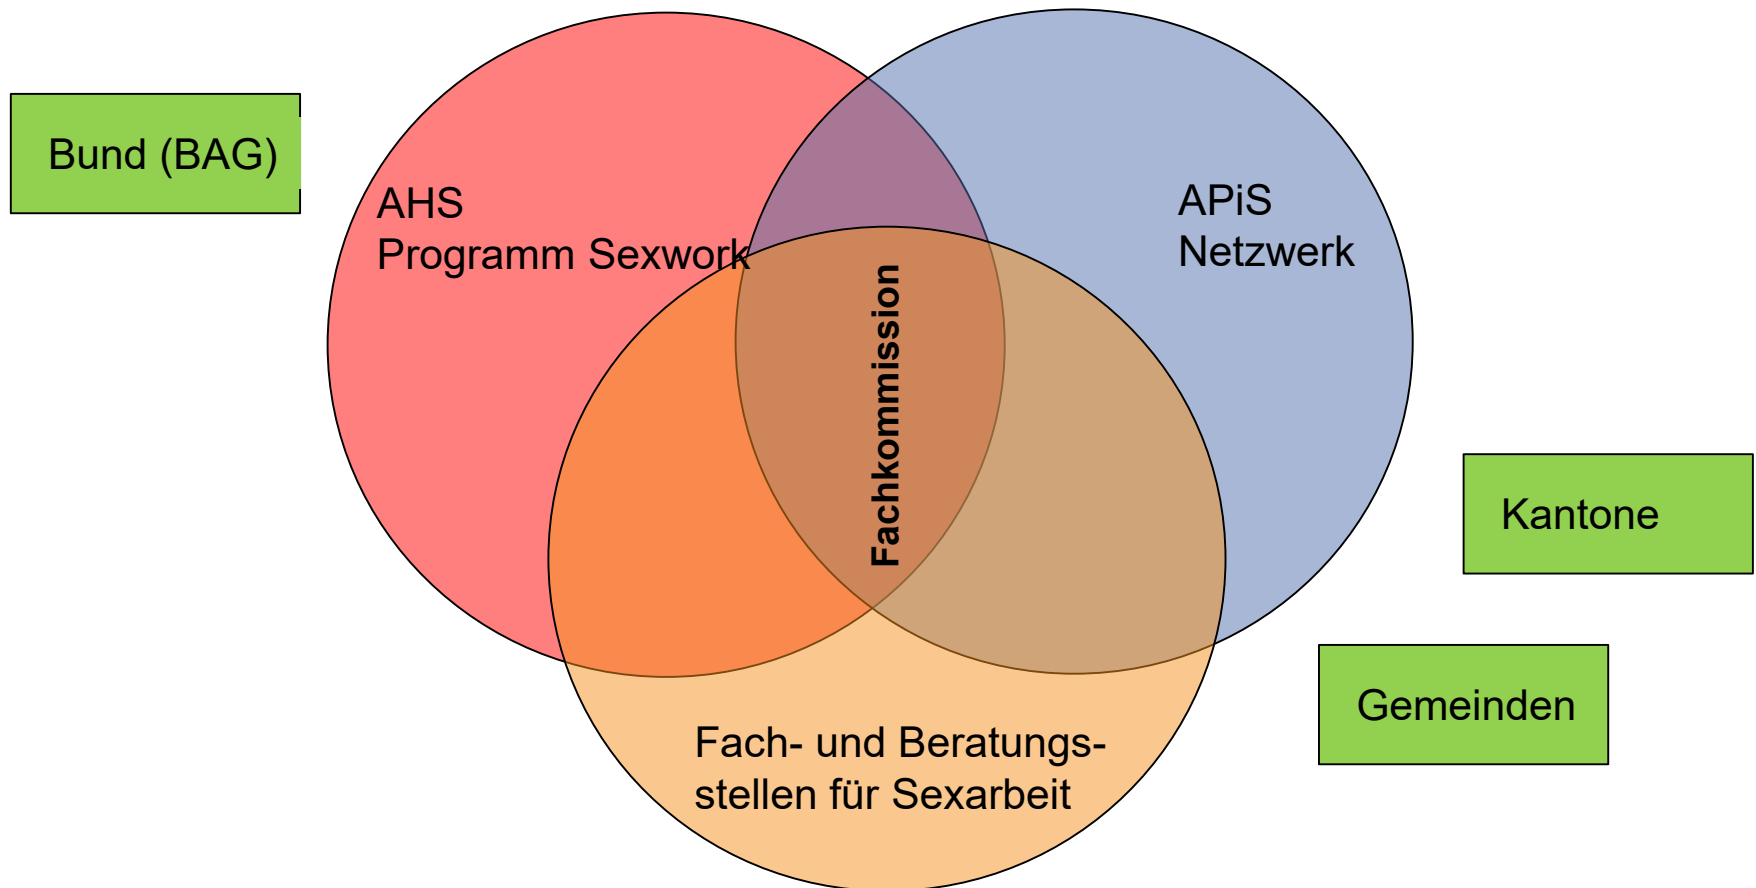 Bund (BAG)
AHS
Programm Sexwork
APiS
Netzwerk
Fachkommission
Kantone
Gemeinden
Fach- und Beratungs-
stellen für Sexarbeit